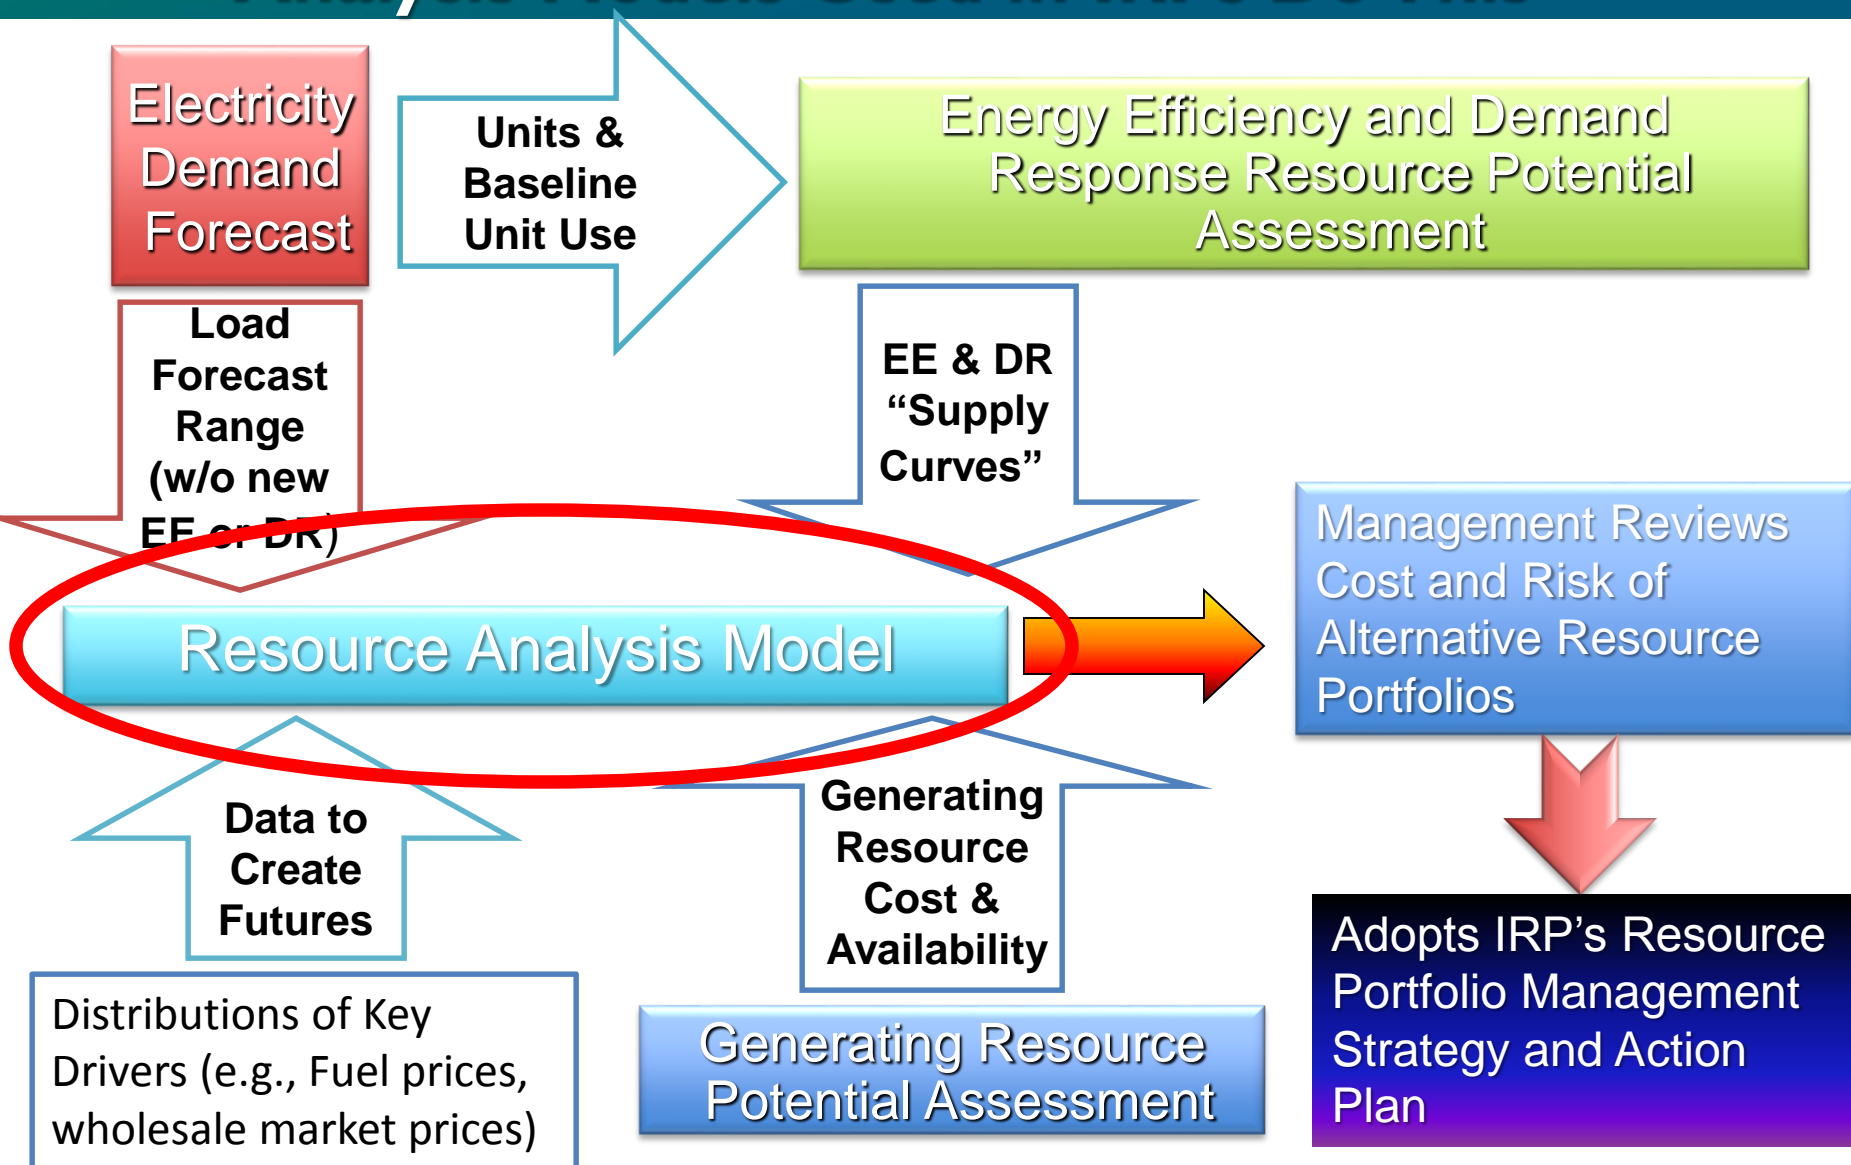 Electricity
Demand
Forecast
Units &
Baseline
Unit Use
Energy Efficiency and Demand
Response Resource Potential
Assessment
Load
Forecast
Range
(w/o new
EE or DR)
EE & DR
“Supply
Curves”
Resource Analysis Model
Management Reviews
Cost and Risk of
Alternative Resource
Portfolios
Data to
Create
Futures
Generating
Resource
Cost &
Availability
Distributions of Key
Drivers (e.g., Fuel prices,
wholesale market prices)
Generating Resource
Potential Assessment
Adopts IRP’s Resource
Portfolio Management
Strategy and Action
Plan